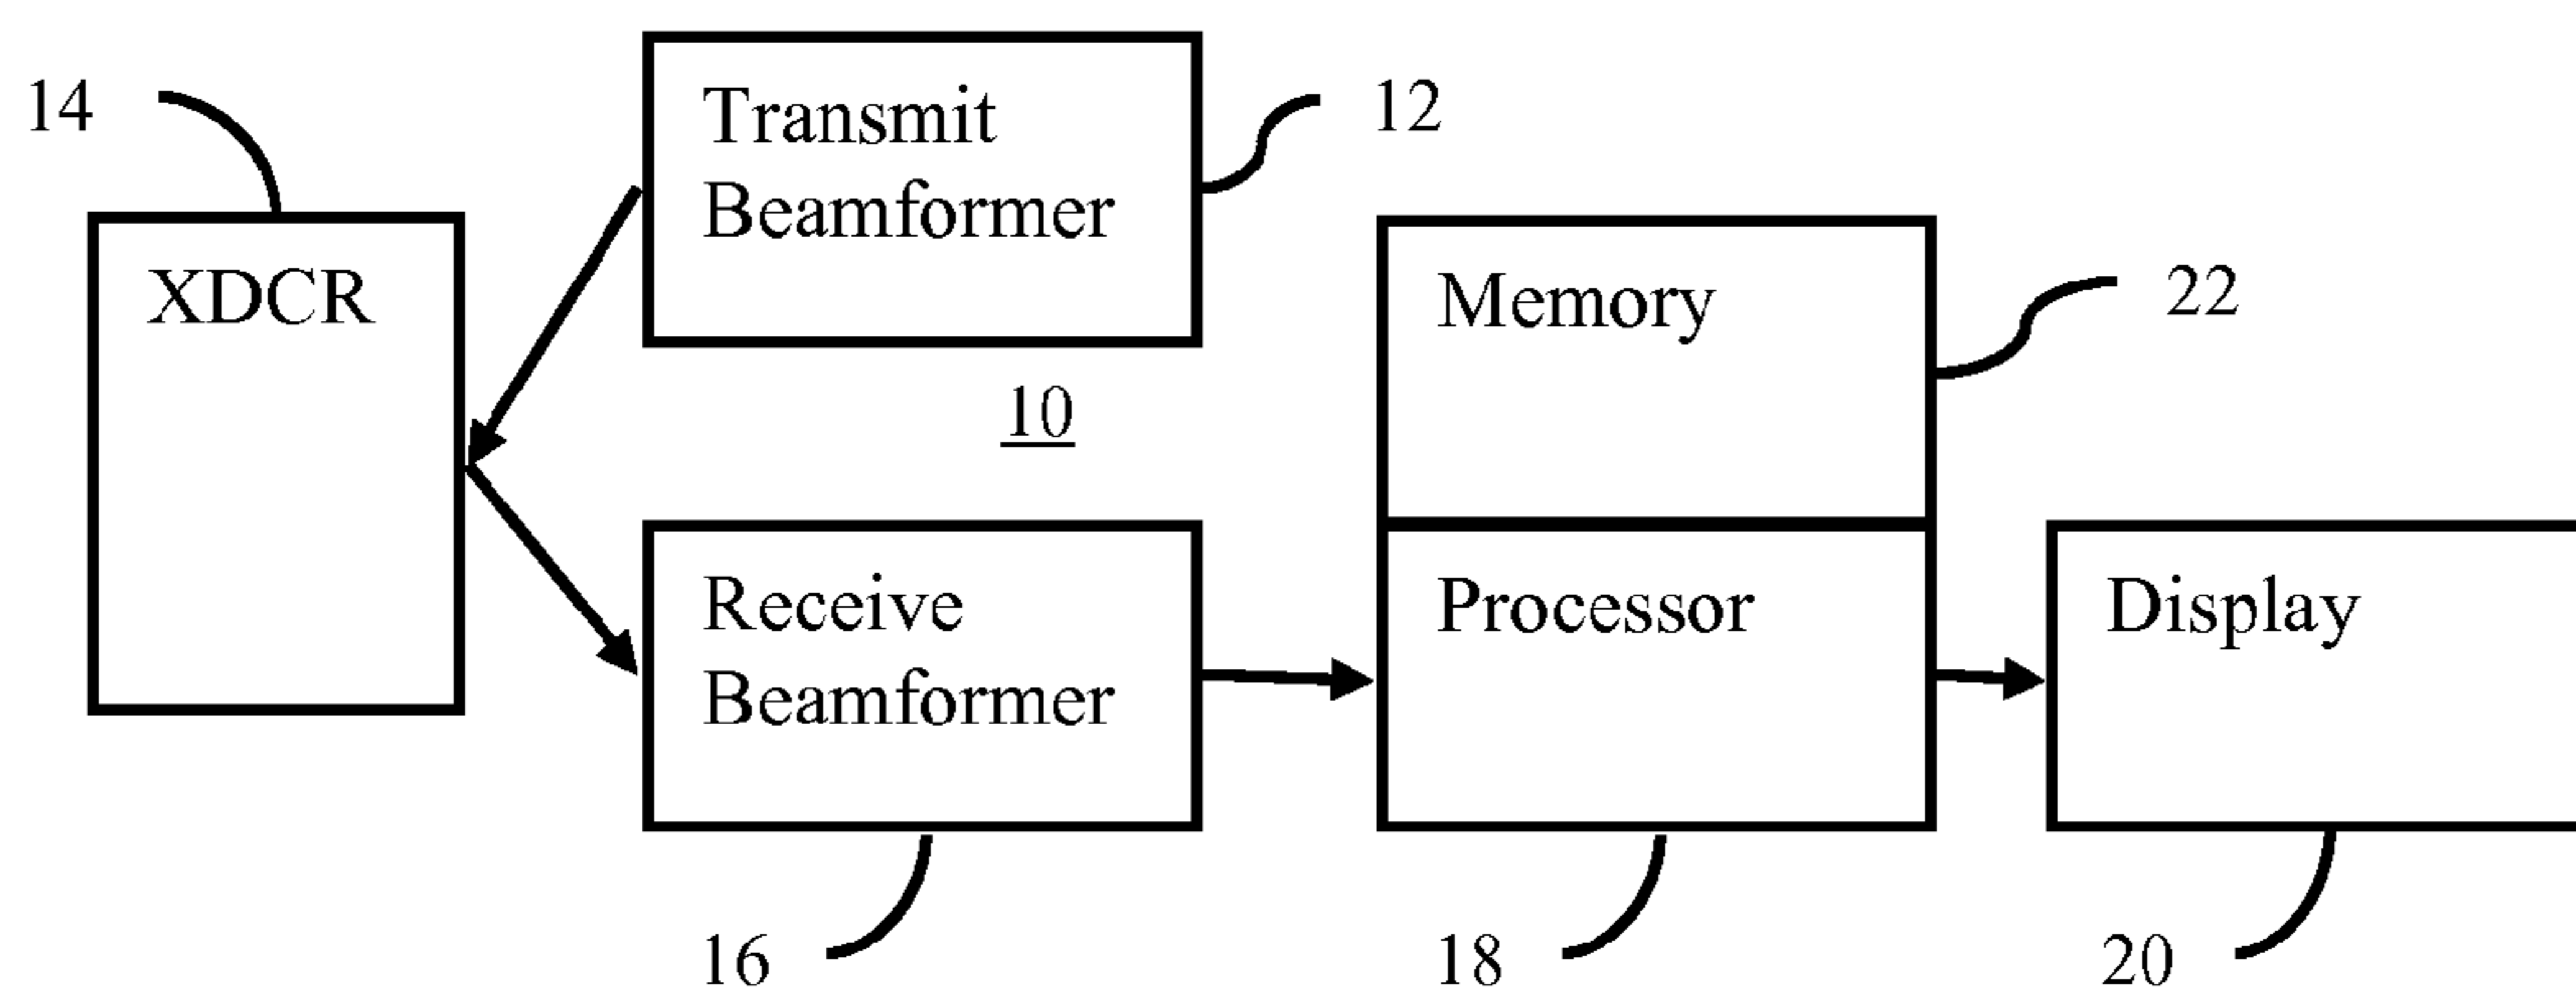 14
XDCR
Transmit
Beamformer
12
10
Memory
22
Receive
Beamformer
Processor
Display
16
18
20